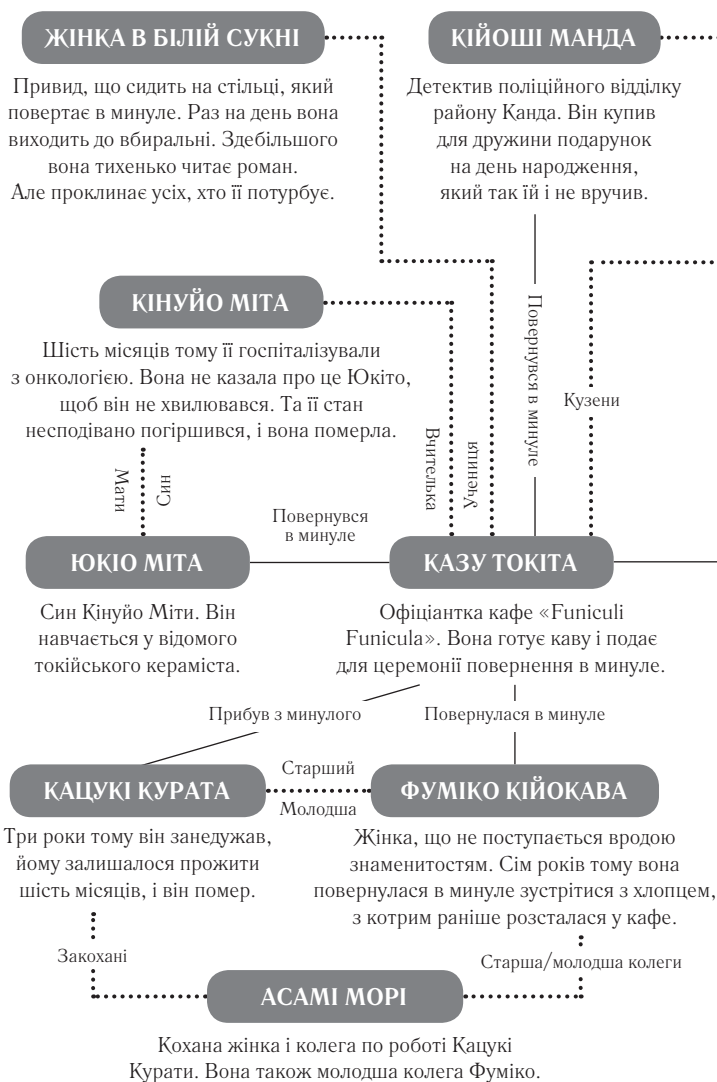 ЖІНКА В БІЛІЙ СУКНІ
Привид, що сидить на стільці, який
повертає в минуле. Раз на день вона
виходить до вбиральні. Здебільшого
вона тихенько читає роман.
Але проклинає усіх, хто її потурбує.
КІЙОШІ МАНДА
Детектив поліційного відділку
району Канда. Він купив
для дружини подарунок
на день народження,
який так їй і не вручив.
КІНУЙО МІТА
Шість місяців тому її госпіталізували
з онкологією. Вона не казала про це Юкіто,
щоб він не хвилювався. Та її стан
несподівано погіршився, і вона померла.
Мати
Син
Вчителька
Учениця
Повернувся в минуле
Кузени
ЮКІО МІТА
Син Кінуйо Міти. Він
навчається у відомого
токійського кераміста.
Повернувся
в минуле
КАЗУ ТОКІТА
Офіціантка кафе «Funiculi
Funicula». Вона готує каву і подає
для церемонії повернення в минуле.
Прибув з минулого
Повернулася в минуле
КАЦУКІ КУРАТА
Три роки тому він занедужав,
йому залишалося прожити
шість місяців, і він помер.
Старший
Молодша
ФУМІКО КІЙОКАВА
Жінка, що не поступається вродою
знаменитостям. Сім років тому вона
повернулася в минуле зустрітися з хлопцем,
з котрим раніше розсталася у кафе.
Закохані
Старша/молодша колеги
АСАМІ МОРІ
Кохана жінка і колега по роботі Кацукі
Курати. Вона також молодша колега Фуміко.